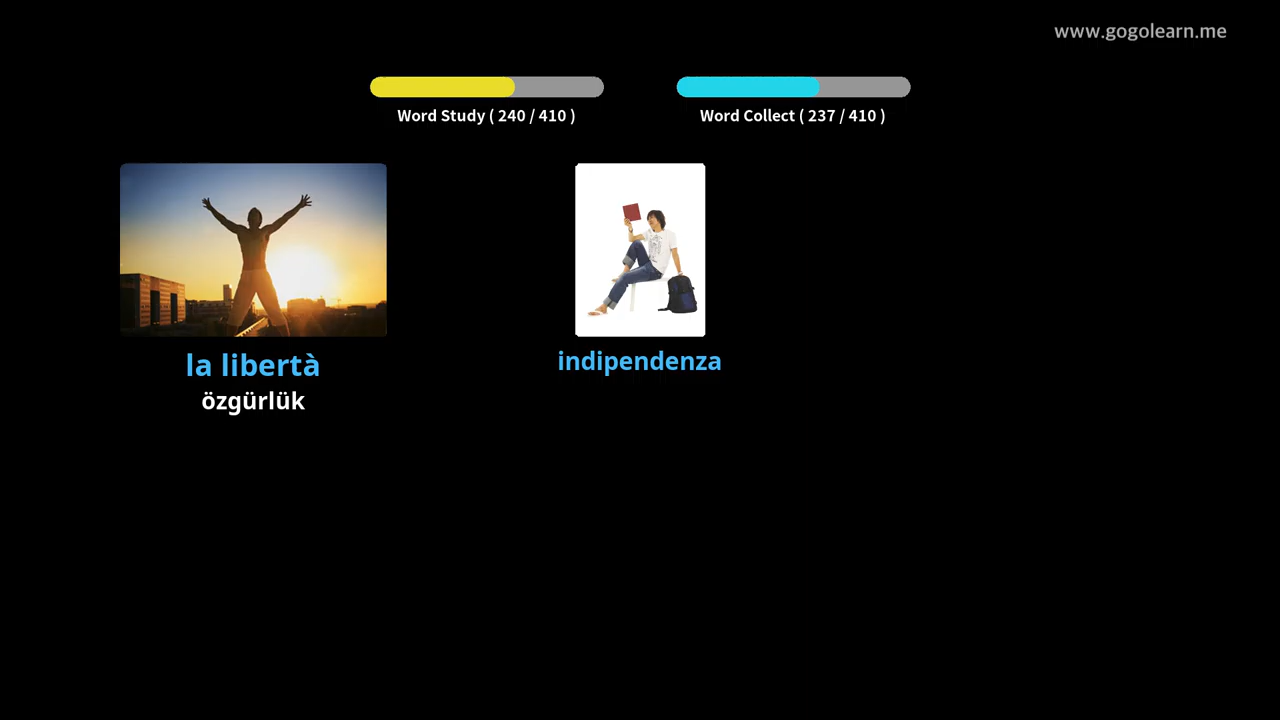 www.gogolearn.me
Word Study ( 240 / 410 )
Word Collect ( 237 / 410 )
la libertà
özgürlük
indipendenza